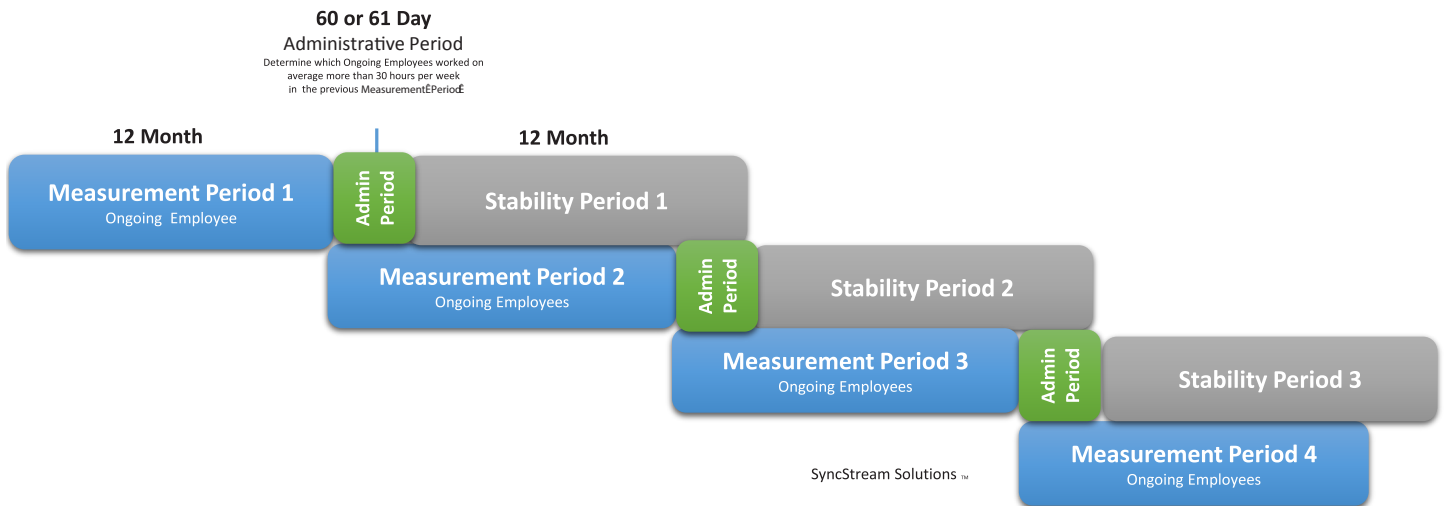 60 or 61 Day
Administrative Period
Determine which Ongoing Employees worked on
average more than 30 hours per week
in the previous MeasurementÊPeriodÊ
12 Month
12 Month
Measurement Period 1
Ongoing Employee
Admin
Period
Stability Period 1
Measurement Period 2
Ongoing Employees
Admin
Period
Stability Period 2
Measurement Period 3
Ongoing Employees
Admin
Period
Stability Period 3
Measurement Period 4
Ongoing Employees
SyncStream Solutions ™